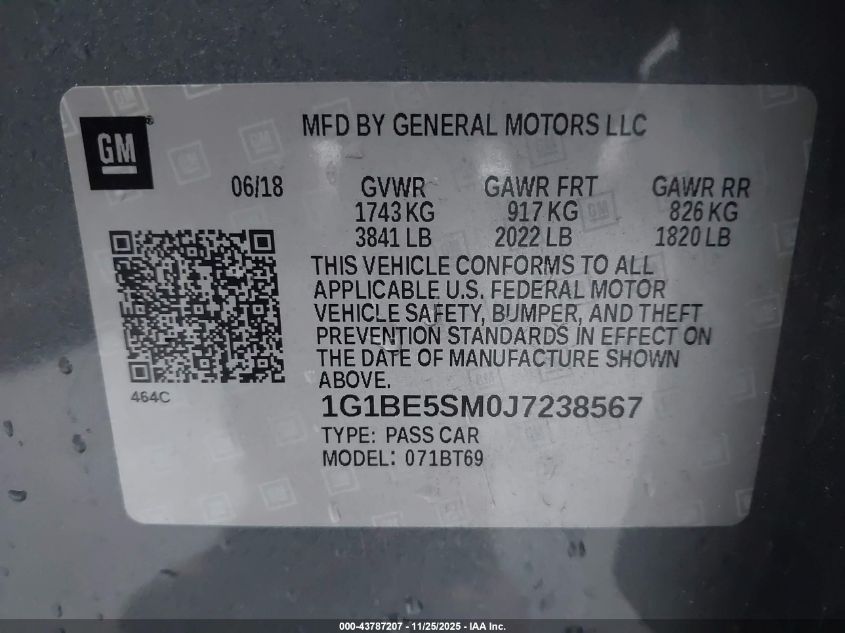 MFD BY GENERAL MOTORS LLC
GM®
06/18 GVWR GAWR FRT GAWR RR
1743 KG 917 KG 826 KG
3841 LB 2022 LB 1820 LB
THIS VEHICLE CONFORMS TO ALL
APPLICABLE U.S. FEDERAL MOTOR
VEHICLE SAFETY, BUMPER, AND THEFT
PREVENTION STANDARDS IN EFFECT ON
THE DATE OF MANUFACTURE SHOWN
ABOVE.
464C
1G1BE5SM0J7238567
TYPE: PASS CAR
MODEL: 071BT69
000-43787207 - 11/25/2025 - IAA Inc.